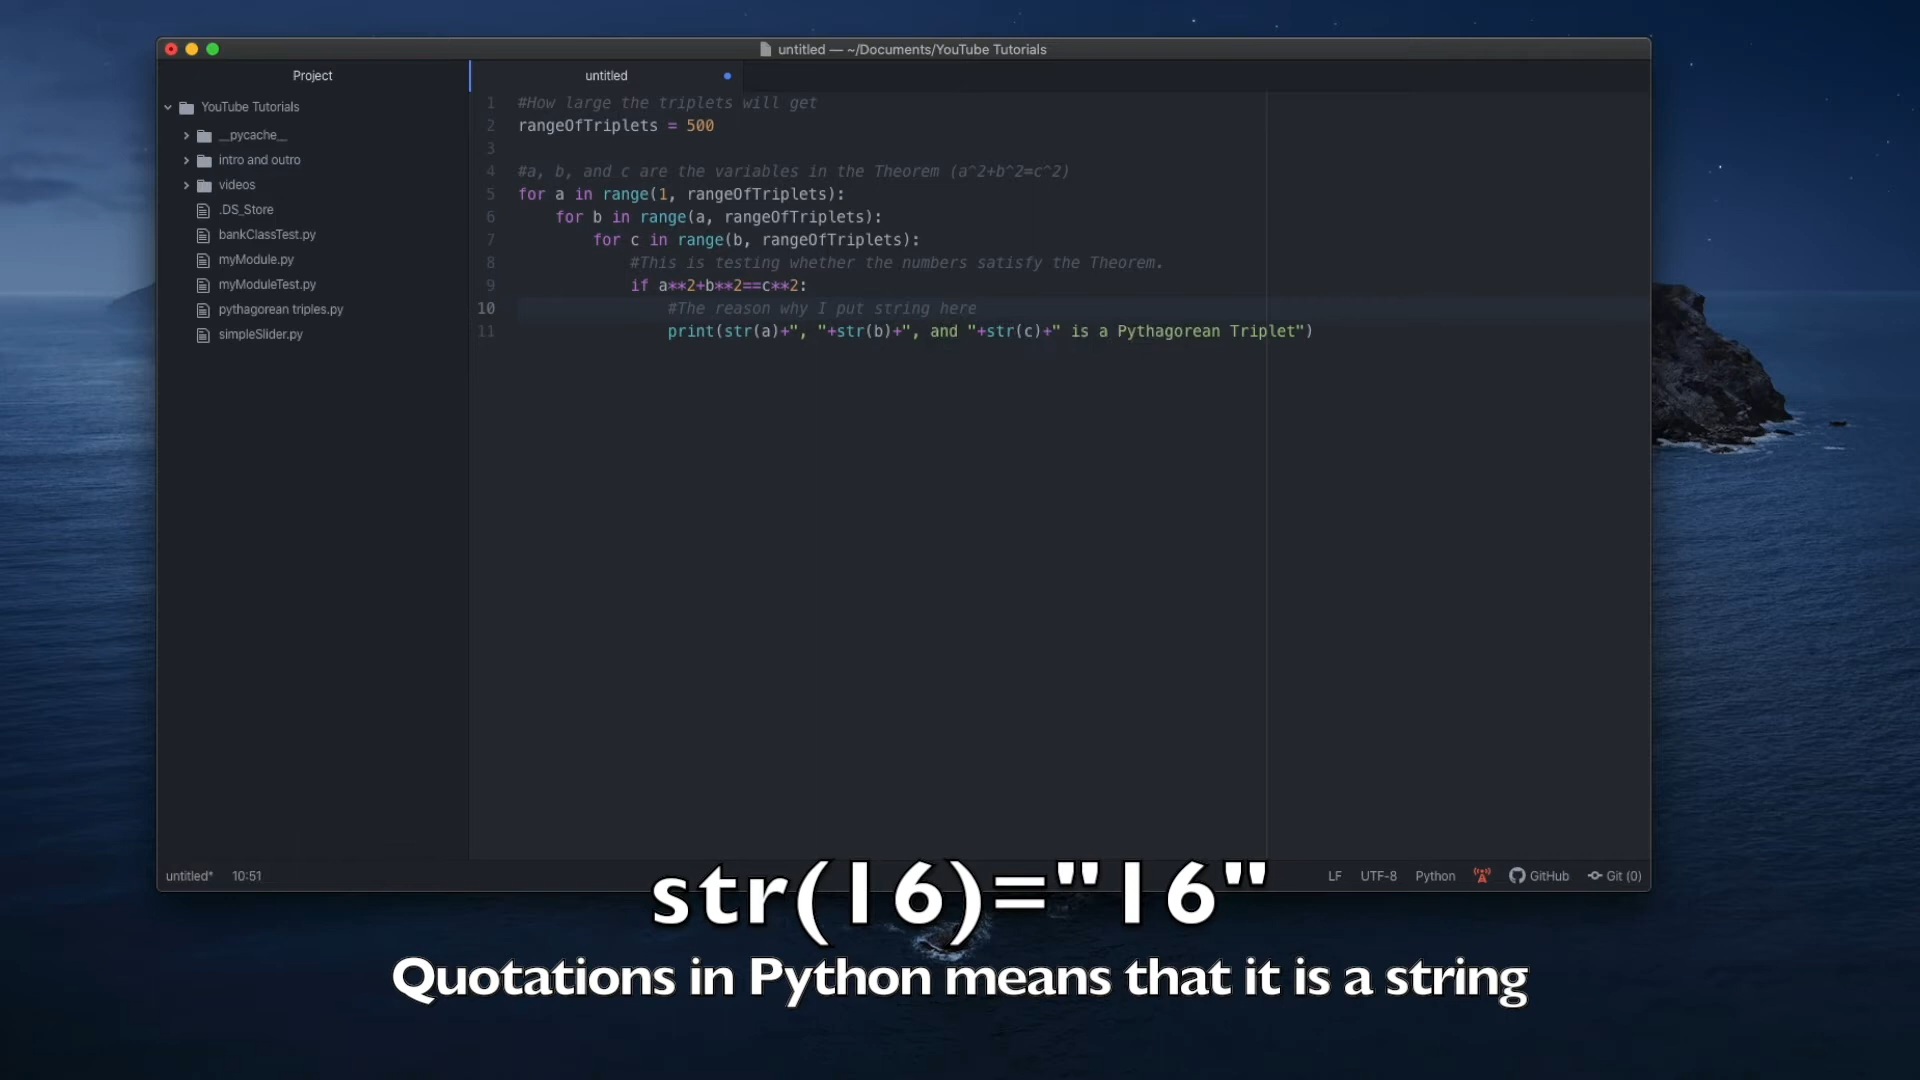 untitled — ~/Documents/YouTube Tutorials
Project
YouTube Tutorials
__pycache__
intro and outro
videos
.DS_Store
bankClassTest.py
myModule.py
myModuleTest.py
pythagorean triples.py
simpleSlider.py
untitled
1 #How large the triplets will get
2 rangeOfTriplets = 500
3
4 #a, b, and c are the variables in the Theorem (a^2+b^2=c^2)
5 for a in range(1, rangeOfTriplets):
6 for b in range(a, rangeOfTriplets):
7 for c in range(b, rangeOfTriplets):
8 #This is testing whether the numbers satisfy the Theorem.
9 if a**2+b**2==c**2:
10 #The reason why I put string here
11 print(str(a)+", "+str(b)+", and "+str(c)+" is a Pythagorean Triplet")
untitled* 10:51
LF UTF-8 Python GitHub Git (0)
str(16)="16"
Quotations in Python means that it is a string